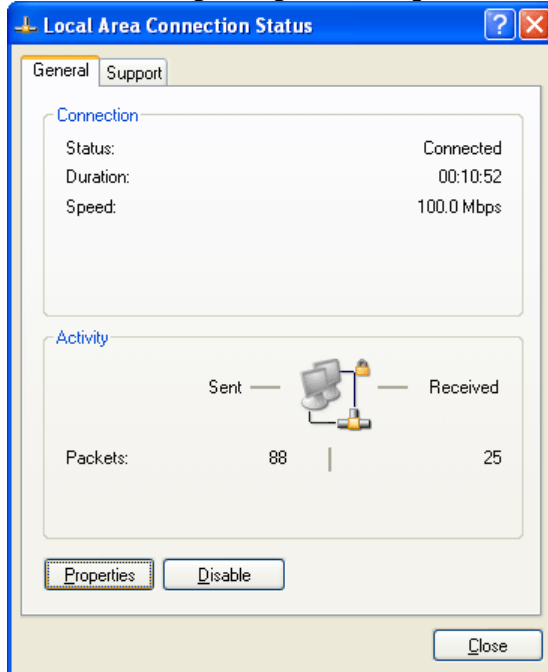 Local Area Connection Status
General Support
Connection
Status: Connected
Duration: 00:10:52
Speed: 100.0 Mbps
Activity
Sent Received
Packets: 88 25
Properties Disable
Close